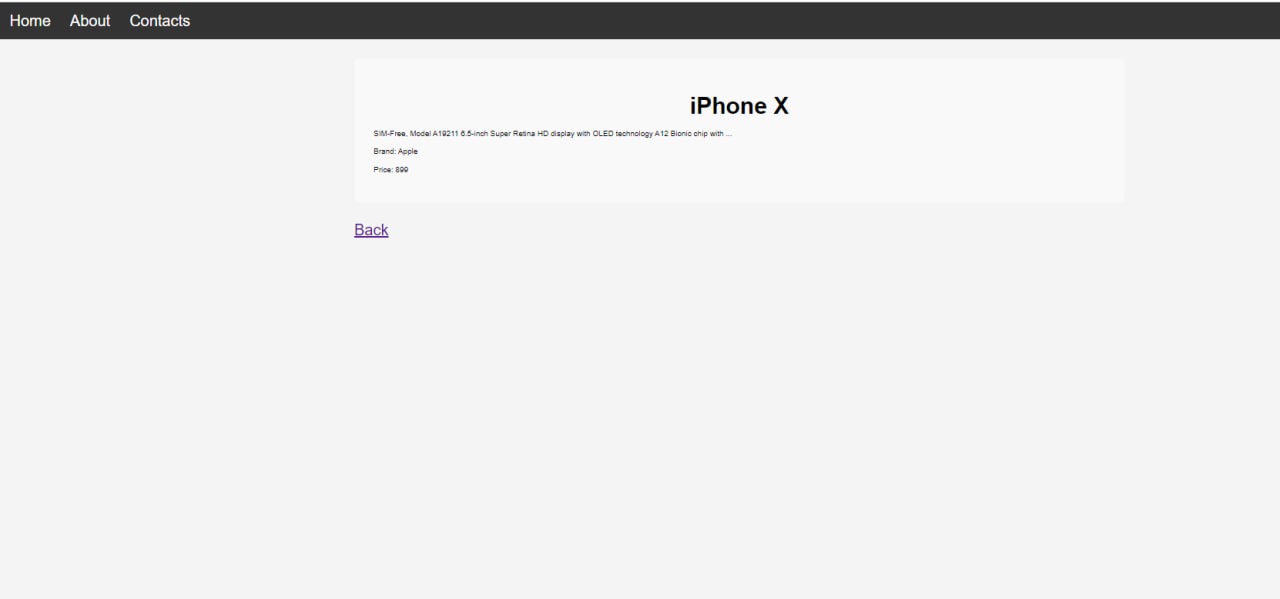 Home About Contacts
iPhone X
SIM-Free, Model A19211 6.5-inch Super Retina HD display with OLED technology A12 Bionic chip with ...
Brand: Apple
Price: 899
Back